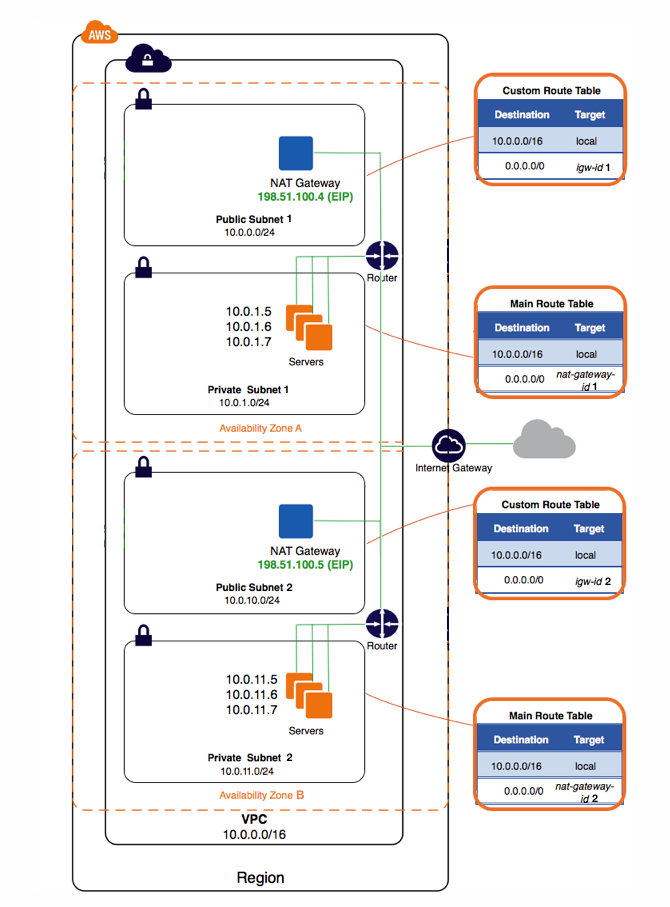 AWS
NAT Gateway
198.51.100.4 (EIP)
Public Subnet 1
10.0.0.0/24
Router
10.0.1.5
10.0.1.6
10.0.1.7
Servers
Private Subnet 1
10.0.1.0/24
Availability Zone A
Internet Gateway
NAT Gateway
198.51.100.5 (EIP)
Public Subnet 2
10.0.10.0/24
Router
10.0.11.5
10.0.11.6
10.0.11.7
Servers
Private Subnet 2
10.0.11.0/24
Availability Zone B
VPC
10.0.0.0/16
Region
Custom Route Table
Destination Target
10.0.0.0/16 local
0.0.0.0/0 igw-id 1
Main Route Table
Destination Target
10.0.0.0/16 local
0.0.0.0/0 nat-gateway-
id 1
Custom Route Table
Destination Target
10.0.0.0/16 local
0.0.0.0/0 igw-id 2
Main Route Table
Destination Target
10.0.0.0/16 local
0.0.0.0/0 nat-gateway-
id 2